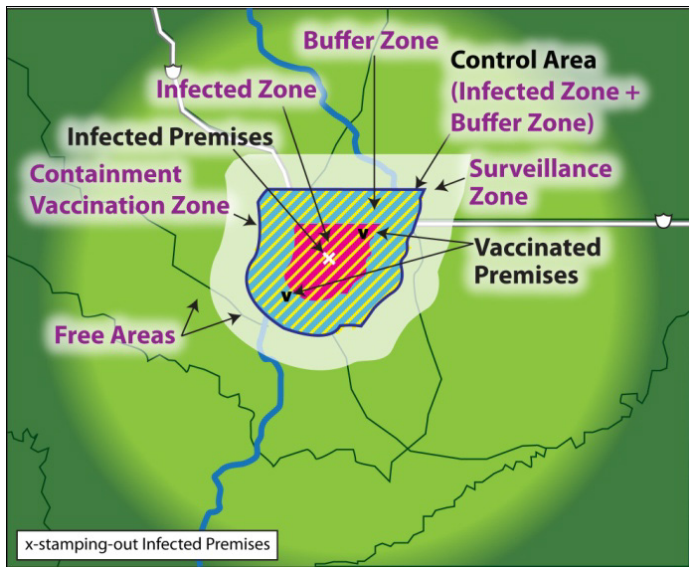 Buffer Zone
Control Area
(Infected Zone +
Buffer Zone)
Infected Zone
Infected Premises
Containment
Vaccination Zone
Surveillance
Zone
v
x
Vaccinated
Premises
v
Free Areas
x-stamping-out Infected Premises